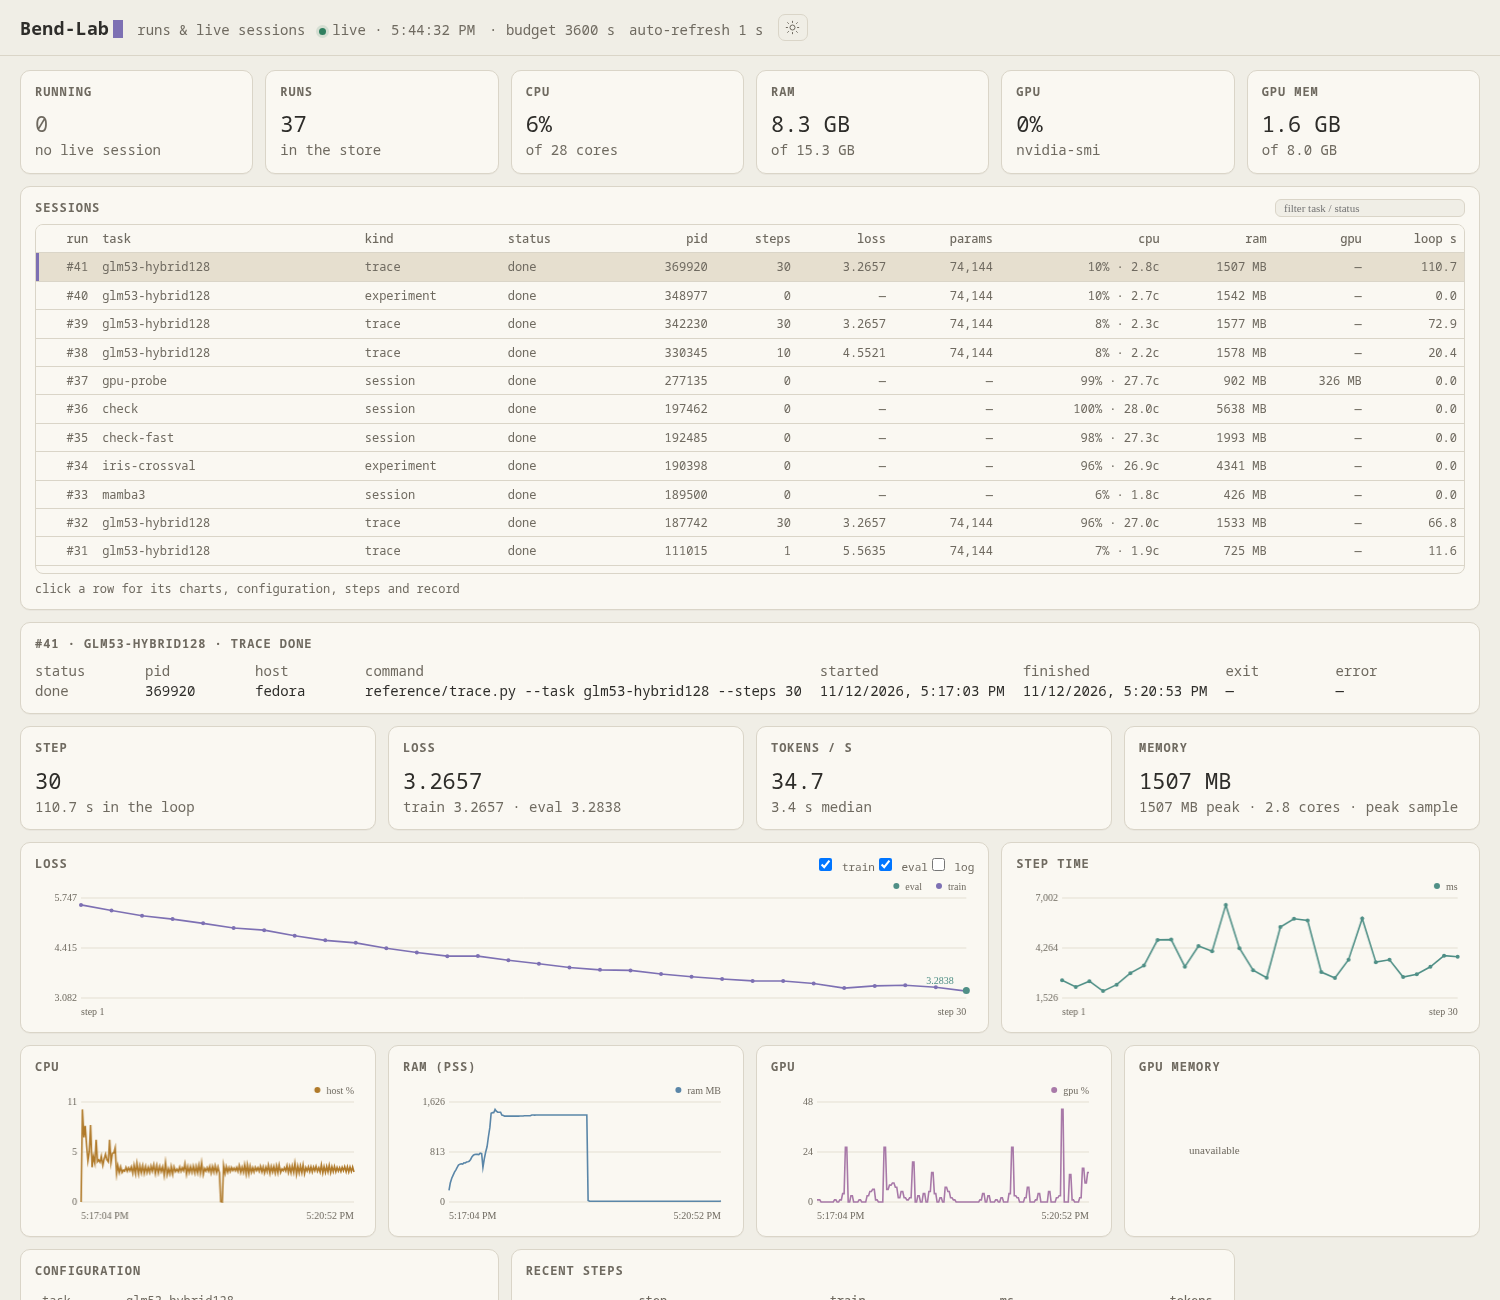 Bend-Lab runs & live sessions live · 5:44:32 PM · budget 3600 s auto-refresh 1 s
RUNNING
0
no live session
RUNS
37
in the store
CPU
6%
of 28 cores
RAM
8.3 GB
of 15.3 GB
GPU
0%
nvidia-smi
GPU MEM
1.6 GB
of 8.0 GB
SESSIONS filter task / status
run task kind status pid steps loss params cpu ram gpu loop s
#41 glm53-hybrid128 trace done 369920 30 3.2657 74,144 10% · 2.8c 1507 MB — 110.7
#40 glm53-hybrid128 experiment done 348977 0 — 74,144 10% · 2.7c 1542 MB — 0.0
#39 glm53-hybrid128 trace done 342230 30 3.2657 74,144 8% · 2.3c 1577 MB — 72.9
#38 glm53-hybrid128 trace done 330345 10 4.5521 74,144 8% · 2.2c 1578 MB — 20.4
#37 gpu-probe session done 277135 0 — — 99% · 27.7c 902 MB 326 MB 0.0
#36 check session done 197462 0 — — 100% · 28.0c 5638 MB — 0.0
#35 check-fast session done 192485 0 — — 98% · 27.3c 1993 MB — 0.0
#34 iris-crossval experiment done 190398 0 — — 96% · 26.9c 4341 MB — 0.0
#33 mamba3 session done 189500 0 — — 6% · 1.8c 426 MB — 0.0
#32 glm53-hybrid128 trace done 187742 30 3.2657 74,144 96% · 27.0c 1533 MB — 66.8
#31 glm53-hybrid128 trace done 111015 1 5.5635 74,144 7% · 1.9c 725 MB — 11.6
click a row for its charts, configuration, steps and record
#41 · GLM53-HYBRID128 · TRACE DONE
status pid host command started finished exit error
done 369920 fedora reference/trace.py --task glm53-hybrid128 --steps 30 11/12/2026, 5:17:03 PM 11/12/2026, 5:20:53 PM — —
STEP
30
110.7 s in the loop
LOSS
3.2657
train 3.2657 · eval 3.2838
TOKENS / S
34.7
3.4 s median
MEMORY
1507 MB
1507 MB peak · 2.8 cores · peak sample
LOSS train eval log
eval train
5.747
4.415
3.082
3.2838
step 1 step 30
STEP TIME
ms
7,002
4,264
1,526
step 1 step 30
CPU
host %
11
5
0
5:17:04 PM 5:20:52 PM
RAM (PSS)
ram MB
1,626
813
0
5:17:04 PM 5:20:52 PM
GPU
gpu %
48
24
0
5:17:04 PM 5:20:52 PM
GPU MEMORY
unavailable
CONFIGURATION
task glm53-hybrid128
RECENT STEPS
step train ms tokens